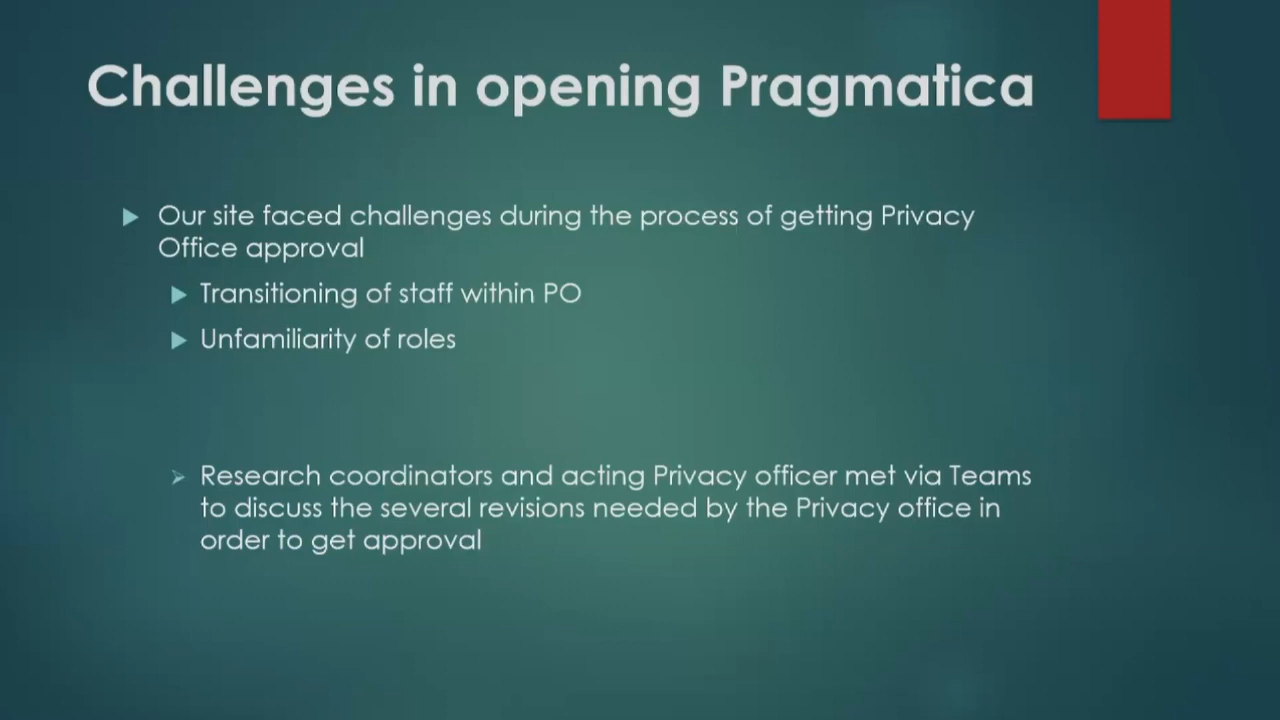 Challenges in opening Pragmatica
Our site faced challenges during the process of getting Privacy
Office approval
Transitioning of staff within PO
Unfamiliarity of roles
Research coordinators and acting Privacy officer met via Teams
to discuss the several revisions needed by the Privacy office in
order to get approval